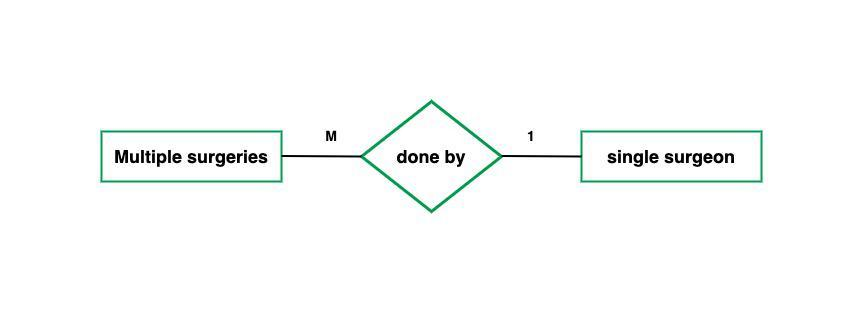 M
1
Multiple surgeries
done by
single surgeon